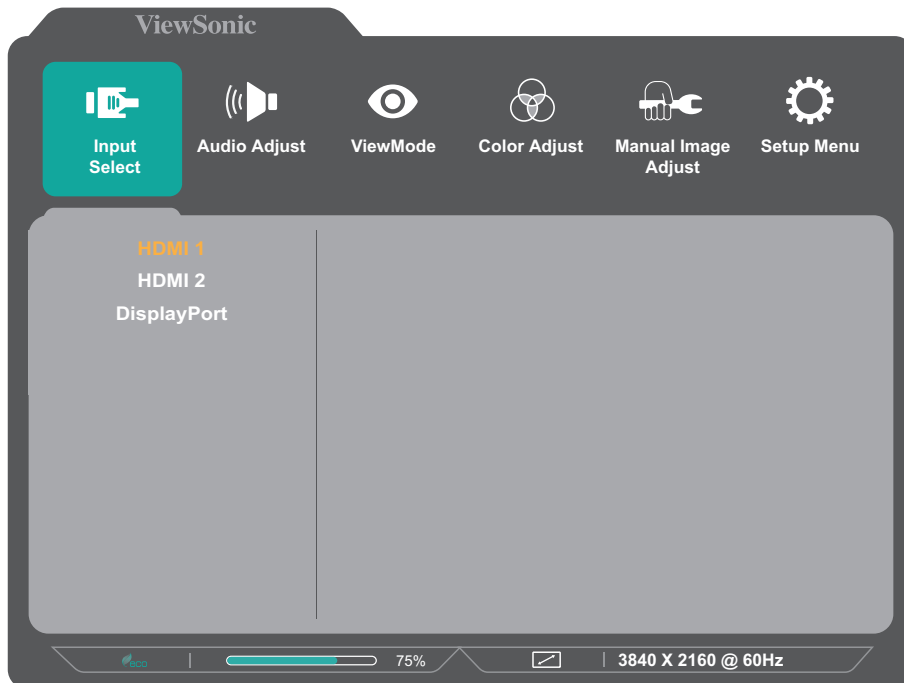 ViewSonic
Input
Select
Audio Adjust
ViewMode
Color Adjust
Manual Image
Adjust
Setup Menu
HDMI 1
HDMI 2
DisplayPort
eco
75%
3840 X 2160 @ 60Hz